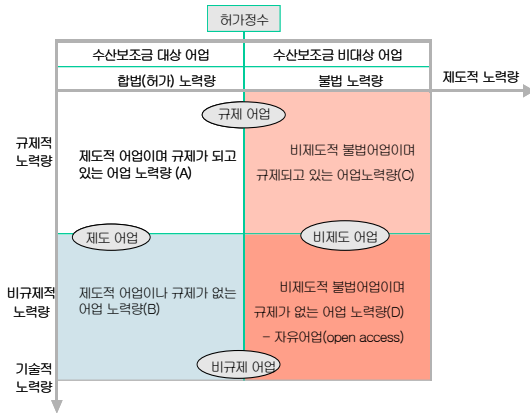 허가정수
수산보조금 대상 어업
수산보조금 비대상 어업
합법(허가) 노력량
불법 노력량
제도적 노력량
규제 어업
규제적
노력량
제도적 어업이며 규제가 되고
있는 어업 노력량 (A)
비제도적 불법어업이며
규제되고 있는 어업노력량(C)
제도 어업
비제도 어업
비규제적
노력량
제도적 어업이나 규제가 없는
어업 노력량(B)
비제도적 불법어업이며
규제가 없는 어업 노력량(D)
- 자유어업(open access)
비규제 어업
기술적
노력량